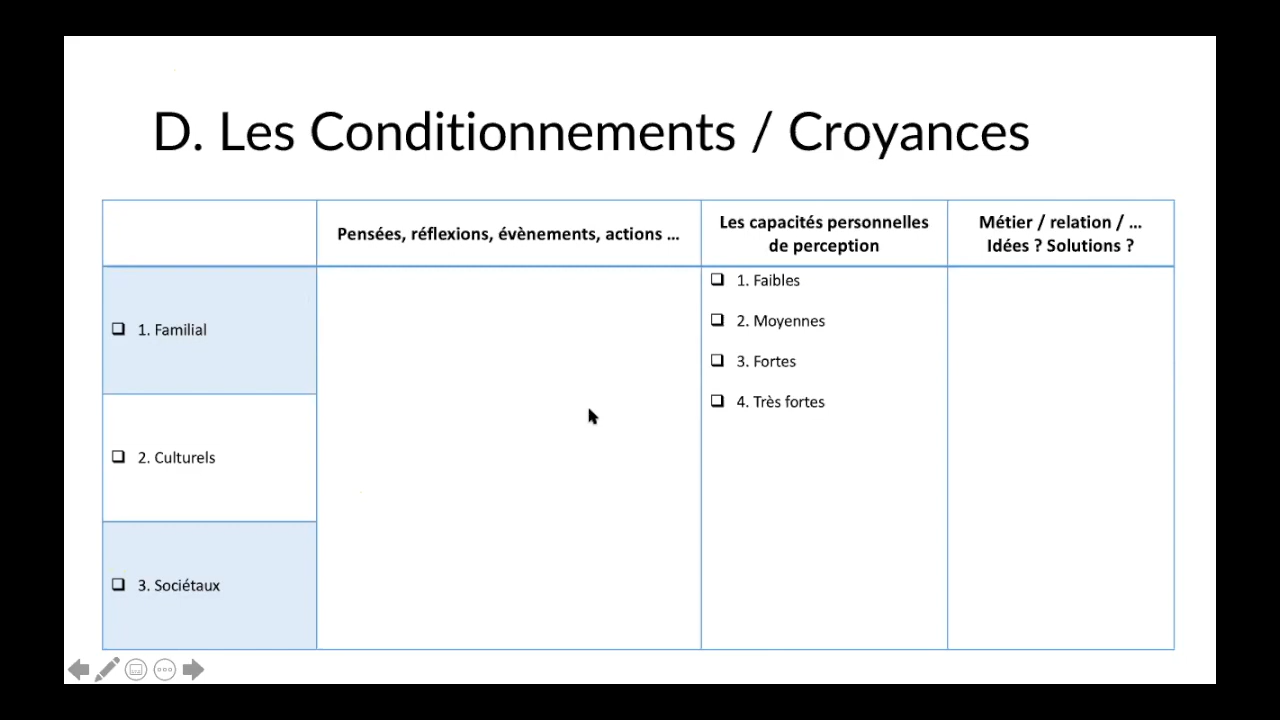 D. Les Conditionnements / Croyances
Pensées, réflexions, évènements, actions ...
Les capacités personnelles
de perception
Métier / relation / ...
Idées ? Solutions ?
1. Familial
2. Culturels
3. Sociétaux
1. Faibles
2. Moyennes
3. Fortes
4. Très fortes